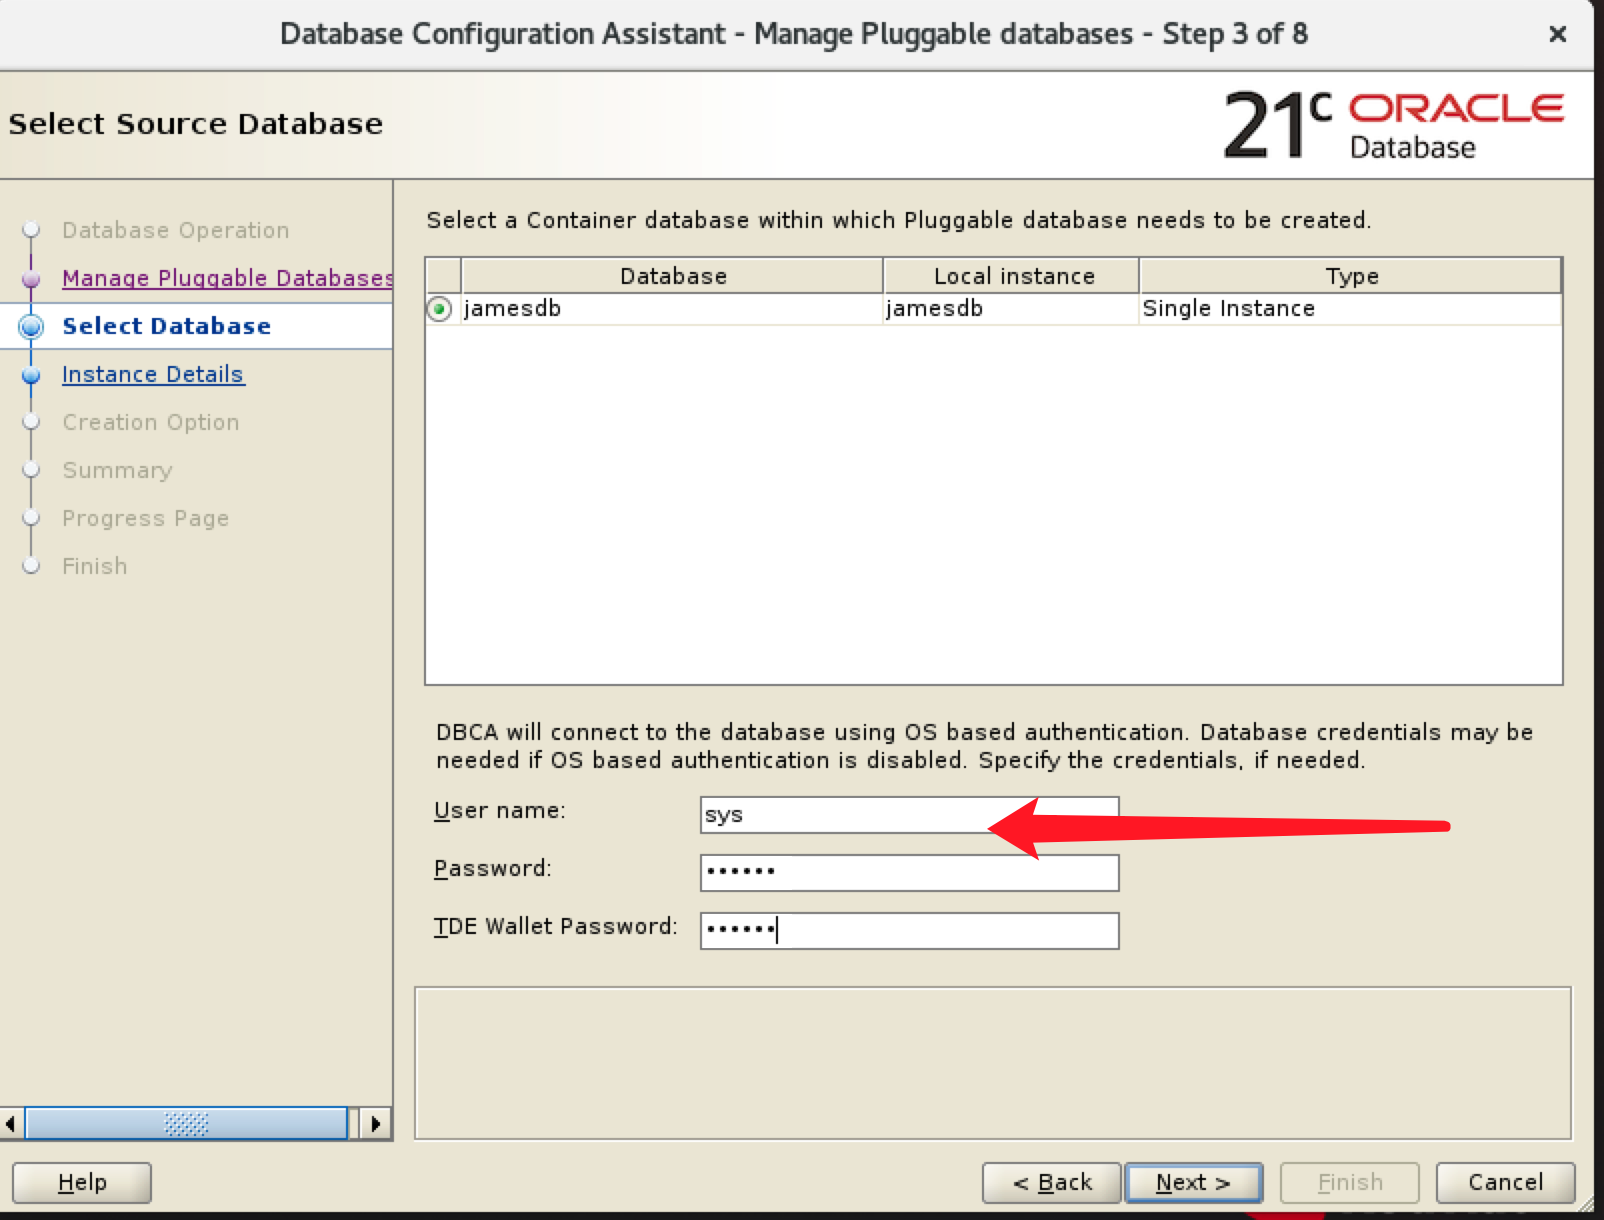 Database Configuration Assistant - Manage Pluggable databases - Step 3 of 8
×
Select Source Database
21c ORACLE
Database
Database Operation
Manage Pluggable Databases
Select Database
Instance Details
Creation Option
Summary
Progress Page
Finish
Select a Container database within which Pluggable database needs to be created.
Database Local instance Type
jamesdb jamesdb Single Instance
DBCA will connect to the database using OS based authentication. Database credentials may be
needed if OS based authentication is disabled. Specify the credentials, if needed.
User name: sys
Password: ••••••
TDE Wallet Password: ••••••
Help
< Back
Next >
Finish
Cancel